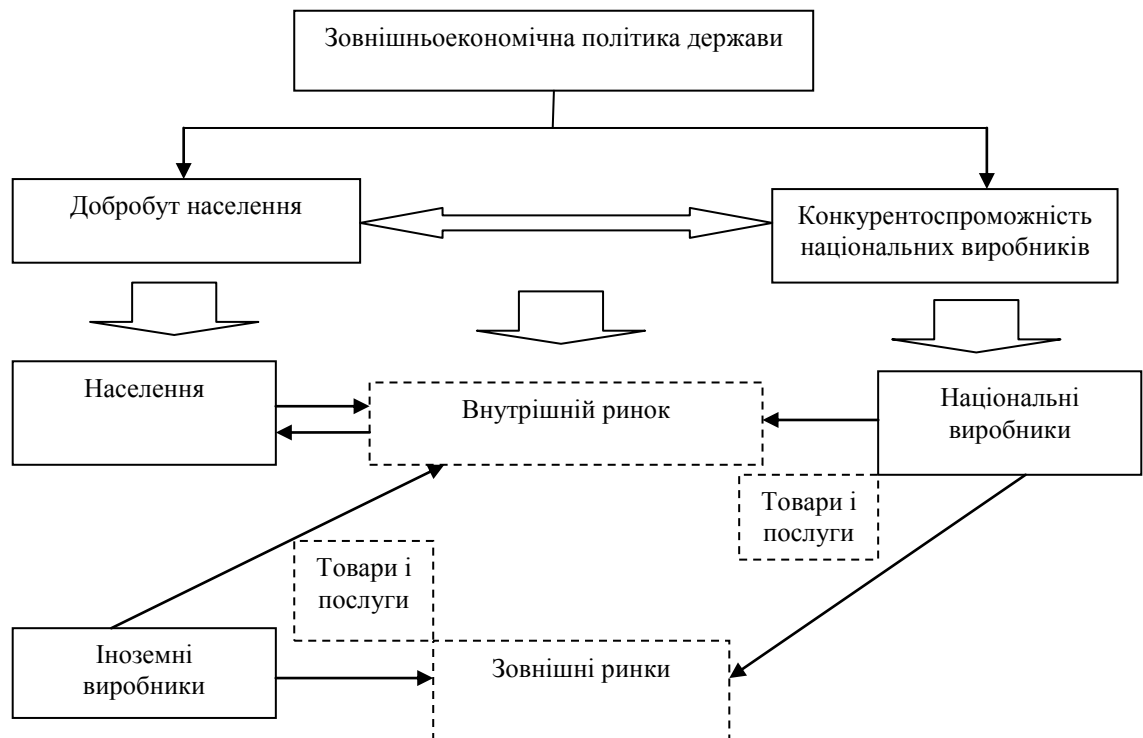 Зовнішньоекономічна політика держави
Добробут населення
Конкурентоспроможність
національних виробників
Населення
Внутрішній ринок
Національні
виробники
Товари і
послуги
Товари і
послуги
Іноземні
виробники
Зовнішні ринки